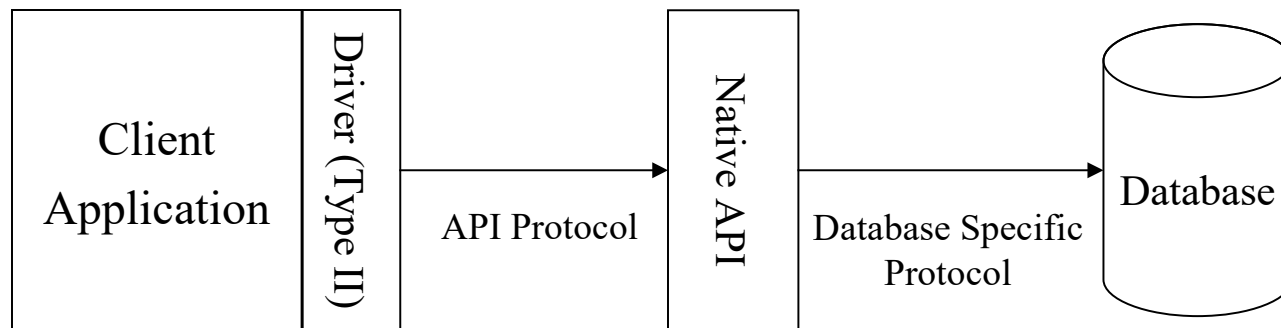 Client
Application
Driver (Type II)
API Protocol
Native API
Database Specific
Protocol
Database